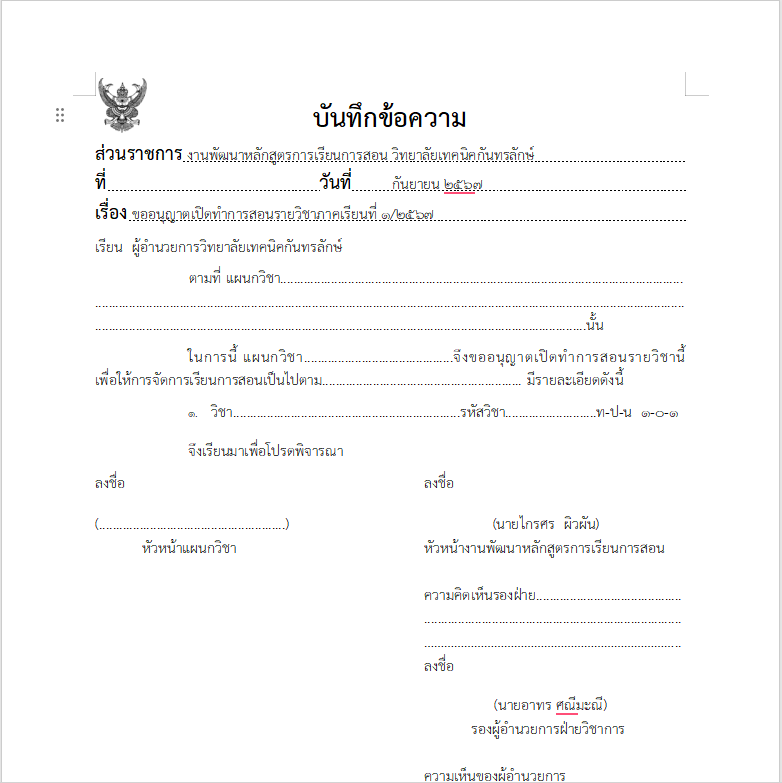 บันทึกข้อความ
ส่วนราชการ งานพัฒนาหลักสูตรการเรียนการสอน วิทยาลัยเทคนิคกันทรลักษ์
ที่ วันที่ กันยายน ๒๕๖๗
เรื่อง ขออนุญาตเปิดทำการสอนรายวิชาภาคเรียนที่ ๑/๒๕๖๗
เรียน ผู้อำนวยการวิทยาลัยเทคนิคกันทรลักษ์
ตามที่ แผนกวิชา........................................................................
................................................................................
........................................................................นั้น
ในการนี้ แผนกวิชา............................................จึงขออนุญาตเปิดทำการสอนรายวิชานี้
เพื่อให้การจัดการเรียนการสอนเป็นไปตาม........................................................... มีรายละเอียดดังนี้
๑. วิชา....................................................................รหัสวิชา...........................ท-ป-น ๑-๐-๑
จึงเรียนมาเพื่อโปรดพิจารณา
ลงชื่อ ลงชื่อ
(.......................................................) (นายไกรศร ผิวผัน)
หัวหน้าแผนกวิชา หัวหน้างานพัฒนาหลักสูตรการเรียนการสอน
ความคิดเห็นรองฝ่าย...........................................
............................................................................
............................................................................
ลงชื่อ
(นายอาทร ศณีมะณี)
รองผู้อำนวยการฝ่ายวิชาการ
ความเห็นของผู้อำนวยการ